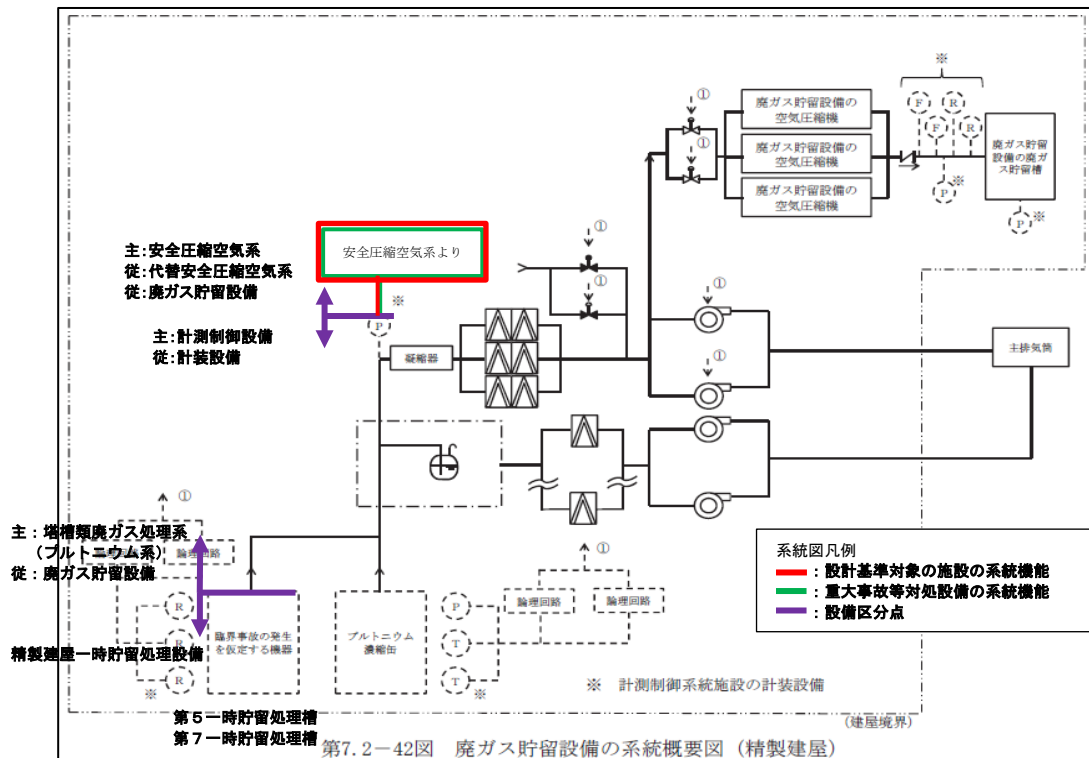 ※
①
廃ガス貯留設備の
空気圧縮機
F
R
①
廃ガス貯留設備の
空気圧縮機
F
R
廃ガス貯留
設備の廃ガ
ス貯留槽
廃ガス貯留設備の
空気圧縮機
P
※
P
※
主：安全圧縮空気系
従：代替安全圧縮空気系
従：廃ガス貯留設備
安全圧縮空気系より
①
①
※
P
主：計測制御設備
従：計装設備
凝縮器
①
①
主排気筒
①
主：塔槽類廃ガス処理系
（プルトニウム系）
従：廃ガス貯留設備
論理回路
精製建屋一時貯留処理設備
R
R
R
※
臨界事故の発生
を仮定する機器
プルトニウム
濃縮缶
①
論理回路
論理回路
P
T
T
※
系統図凡例
：設計基準対象の施設の系統機能
：重大事故等対処設備の系統機能
：設備区分点
※　計測制御系統施設の計装設備
第５一時貯留処理槽
第７一時貯留処理槽
(建屋境界)
第7.2－42図　廃ガス貯留設備の系統概要図（精製建屋）